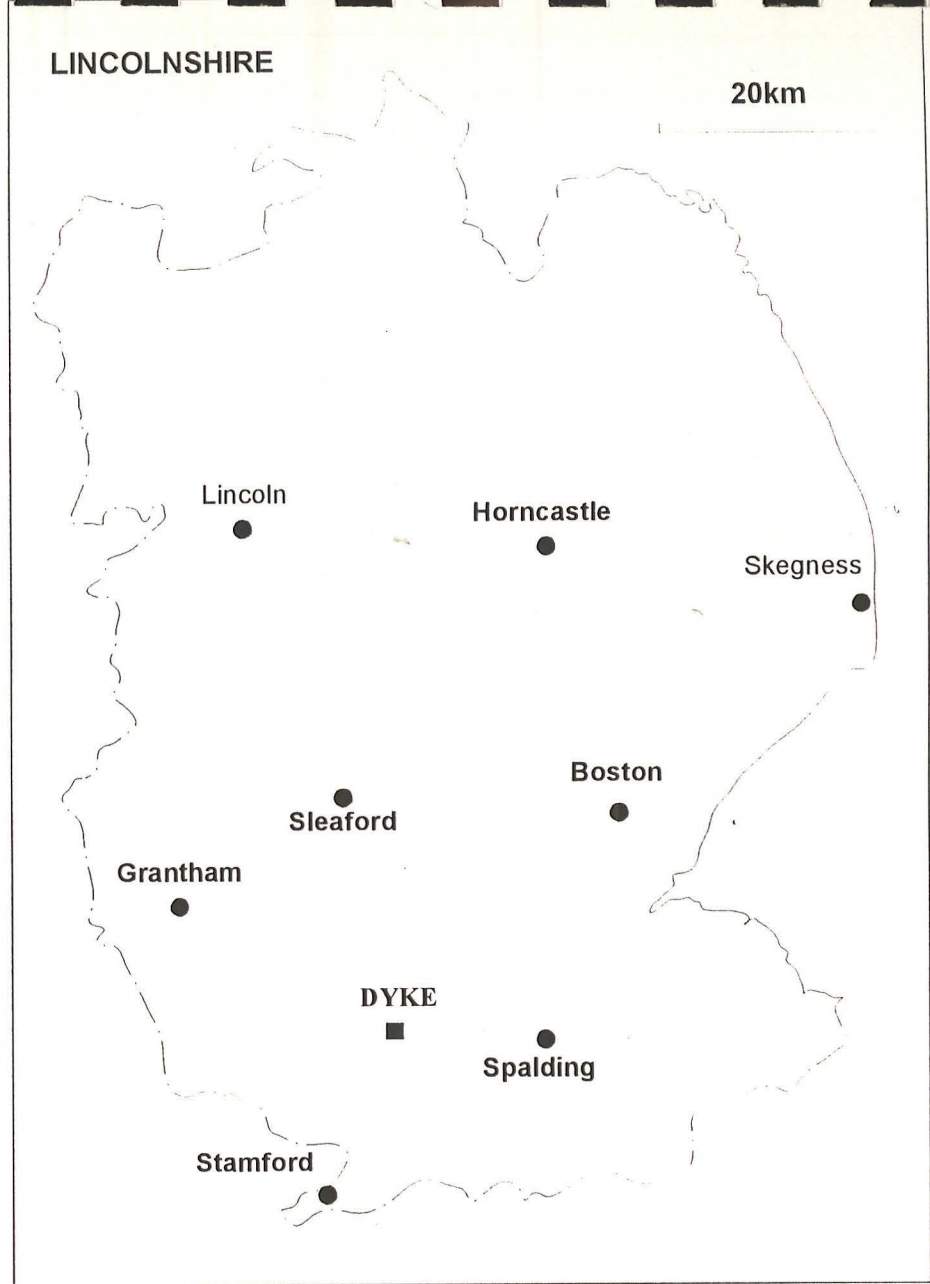 LINCOLNSHIRE
20km
Lincoln
Horncastle
Skegness
Boston
Sleaford
Grantham
DYKE
Spalding
Stamford